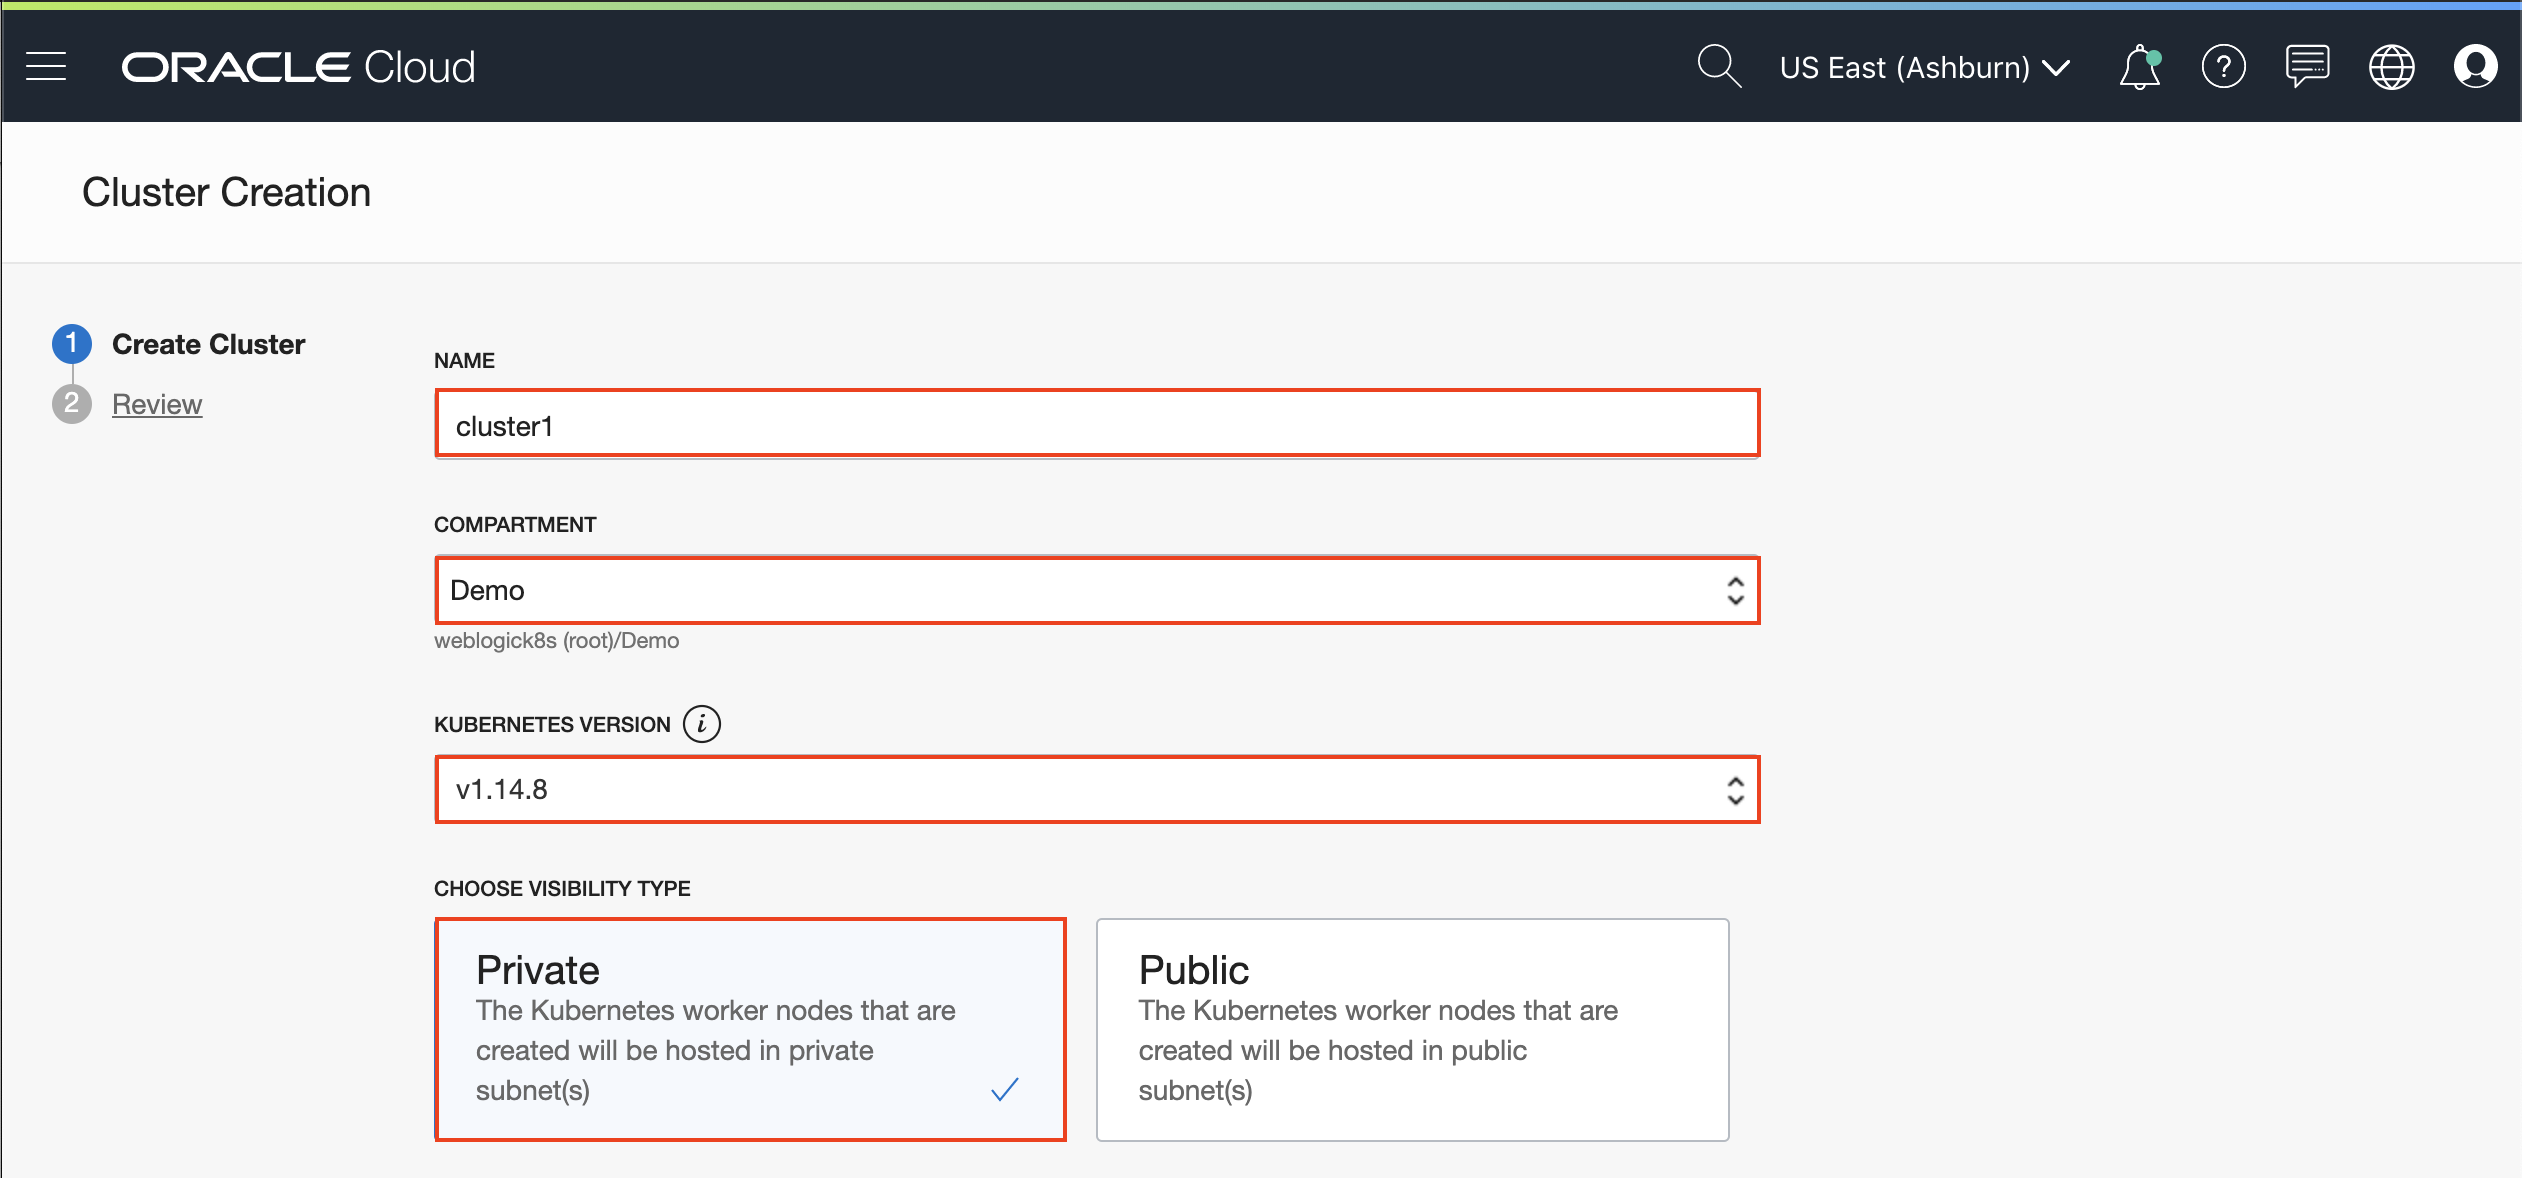 ORACLE Cloud
US East (Ashburn)
?
Cluster Creation
1 Create Cluster
2 Review
NAME
cluster1
COMPARTMENT
Demo
weblogick8s (root)/Demo
KUBERNETES VERSION i
v1.14.8
CHOOSE VISIBILITY TYPE
Private
The Kubernetes worker nodes that are
created will be hosted in private
subnet(s)
Public
The Kubernetes worker nodes that are
created will be hosted in public
subnet(s)